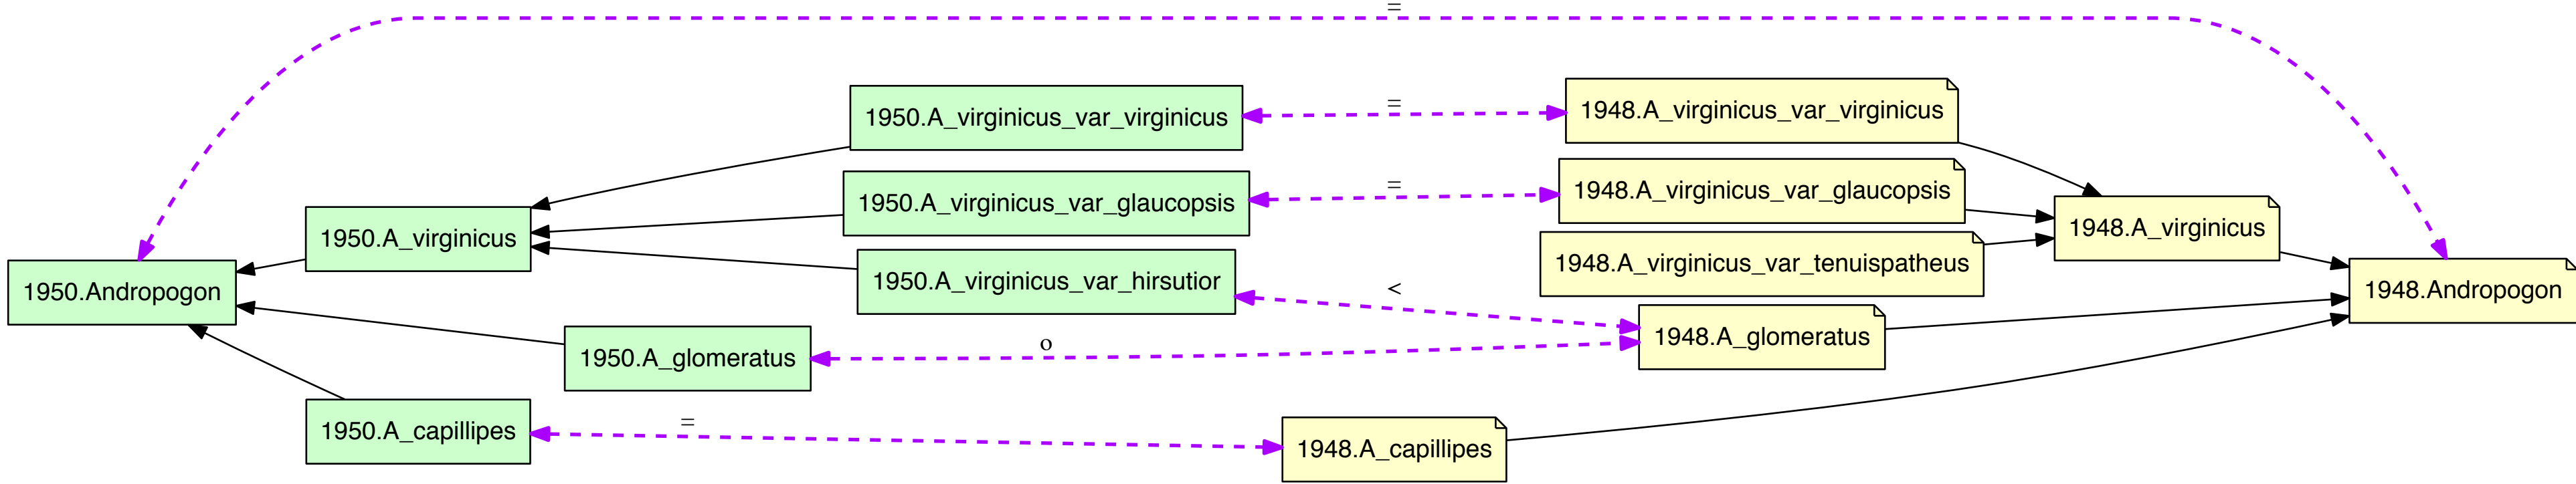 =
1950.A_virginicus_var_virginicus
=
1948.A_virginicus_var_virginicus
1950.A_virginicus_var_glaucopsis
=
1948.A_virginicus_var_glaucopsis
1950.A_virginicus
1948.A_virginicus
1948.A_virginicus_var_tenuispatheus
1950.A_virginicus_var_hirsutior
<
1950.Andropogon
1948.Andropogon
1950.A_glomeratus
o
1948.A_glomeratus
1950.A_capillipes
=
1948.A_capillipes